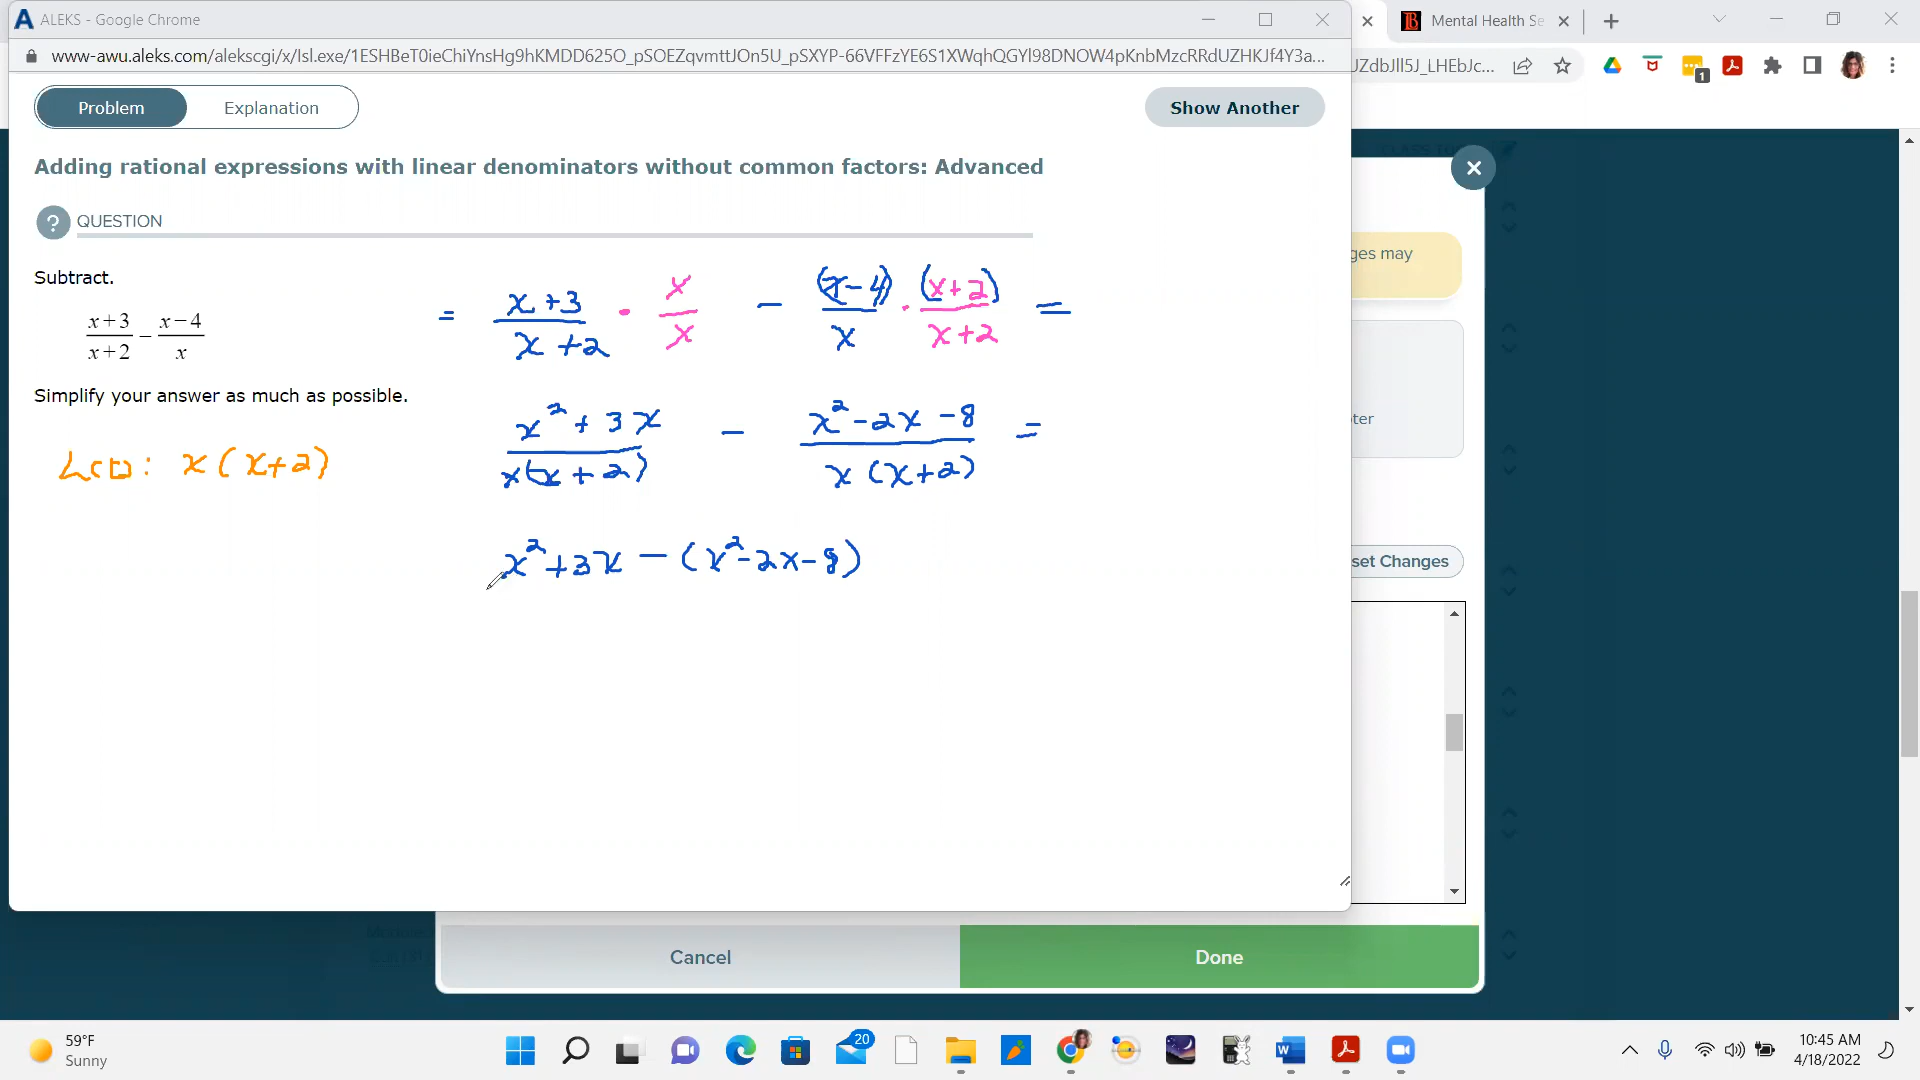 ALEKS - Google Chrome
Mental Health Se
www-awu.aleks.com/alekscgi/x/Isl.exe/1ESHBeT0ieChiYnsHg9hKMDD625O_pSOEZqvmttJOn5U_pSXYP-66VFFzYE6S1XWqhQGYl98DNOW4pKnbMzcRRdUZHKJf4Y3a...
UZdbJll5J_LHEbJc...
1
Problem
Explanation
Show Another
Adding rational expressions with linear denominators without common factors: Advanced
? QUESTION
ges may
Subtract.
x+3/x+2 − x−4/x
= x+3/x+2 · x/x − (x−4)/x · (x+2)/x+2 =
Simplify your answer as much as possible.
x² + 3x/x(x+2) − x² −2x −8/x(x+2) =
ter
LCD: x(x+2)
x² +3x − (x² −2x −8)
set Changes
Cancel
Done
59°F
Sunny
20
10:45 AM
4/18/2022